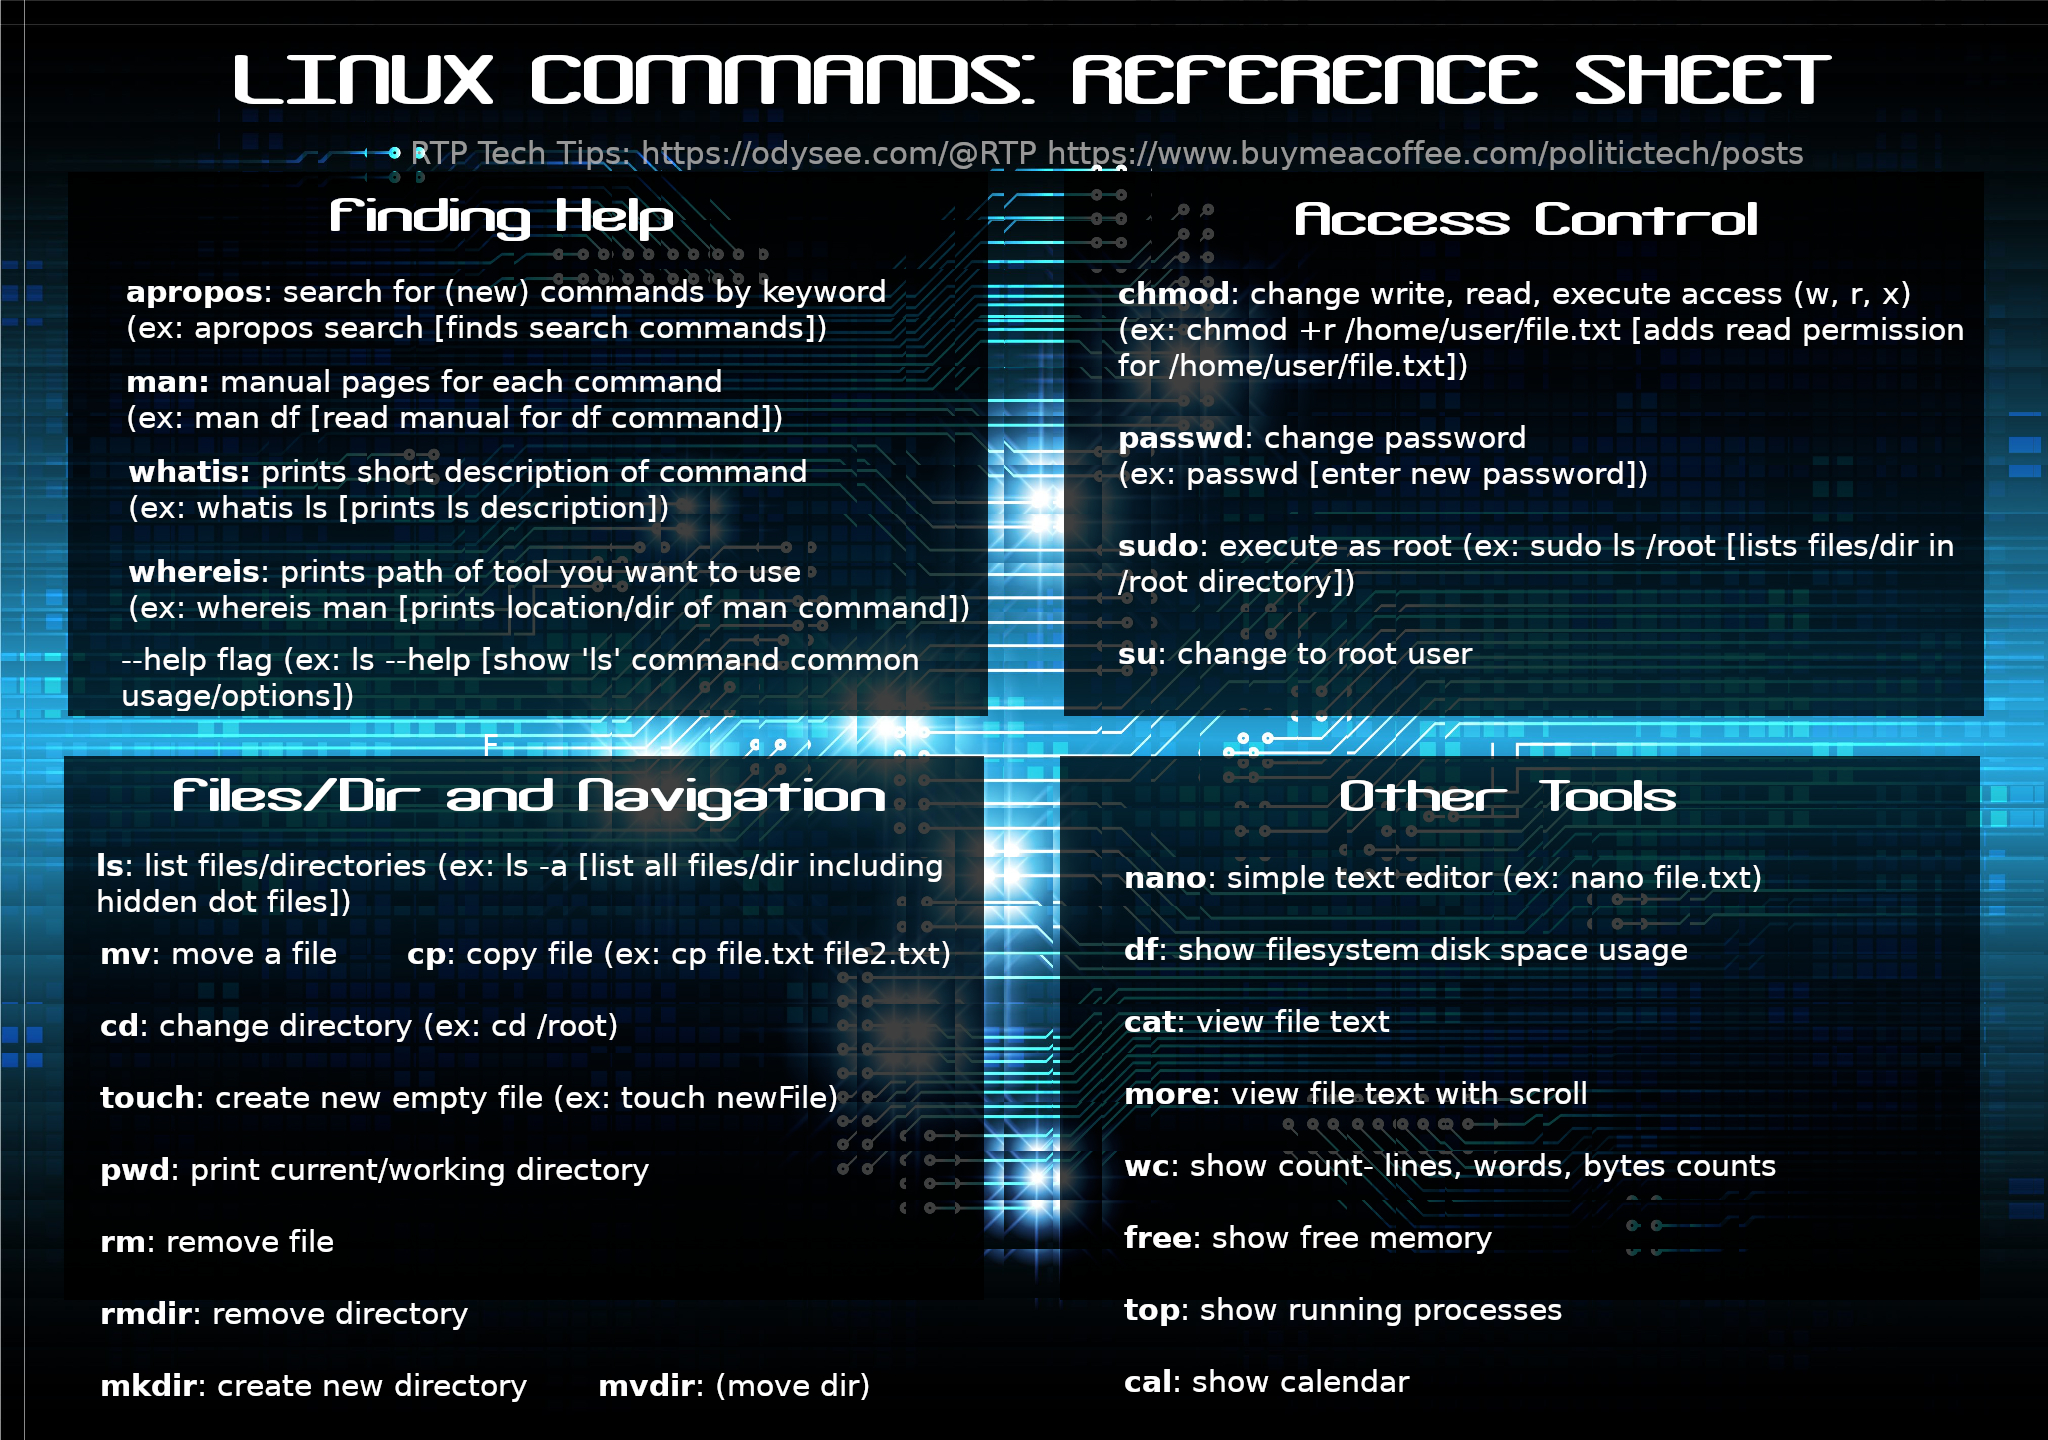 LINUX COMMANDS: REFERENCE SHEET
RTP Tech Tips: https://odysee.com/@RTP https://www.buymeacoffee.com/politictech/posts
Finding Help
apropos: search for (new) commands by keyword
(ex: apropos search [finds search commands])
man: manual pages for each command
(ex: man df [read manual for df command])
whatis: prints short description of command
(ex: whatis ls [prints ls description])
whereis: prints path of tool you want to use
(ex: whereis man [prints location/dir of man command])
--help flag (ex: ls --help [show 'ls' command common
usage/options])
Access Control
chmod: change write, read, execute access (w, r, x)
(ex: chmod +r /home/user/file.txt [adds read permission
for /home/user/file.txt])
passwd: change password
(ex: passwd [enter new password])
sudo: execute as root (ex: sudo ls /root [lists files/dir in
/root directory])
su: change to root user
F
Files/Dir and Navigation
ls: list files/directories (ex: ls -a [list all files/dir including
hidden dot files])
mv: move a file cp: copy file (ex: cp file.txt file2.txt)
cd: change directory (ex: cd /root)
touch: create new empty file (ex: touch newFile)
pwd: print current/working directory
rm: remove file
rmdir: remove directory
mkdir: create new directory mvdir: (move dir)
Other Tools
nano: simple text editor (ex: nano file.txt)
df: show filesystem disk space usage
cat: view file text
more: view file text with scroll
wc: show count- lines, words, bytes counts
free: show free memory
top: show running processes
cal: show calendar